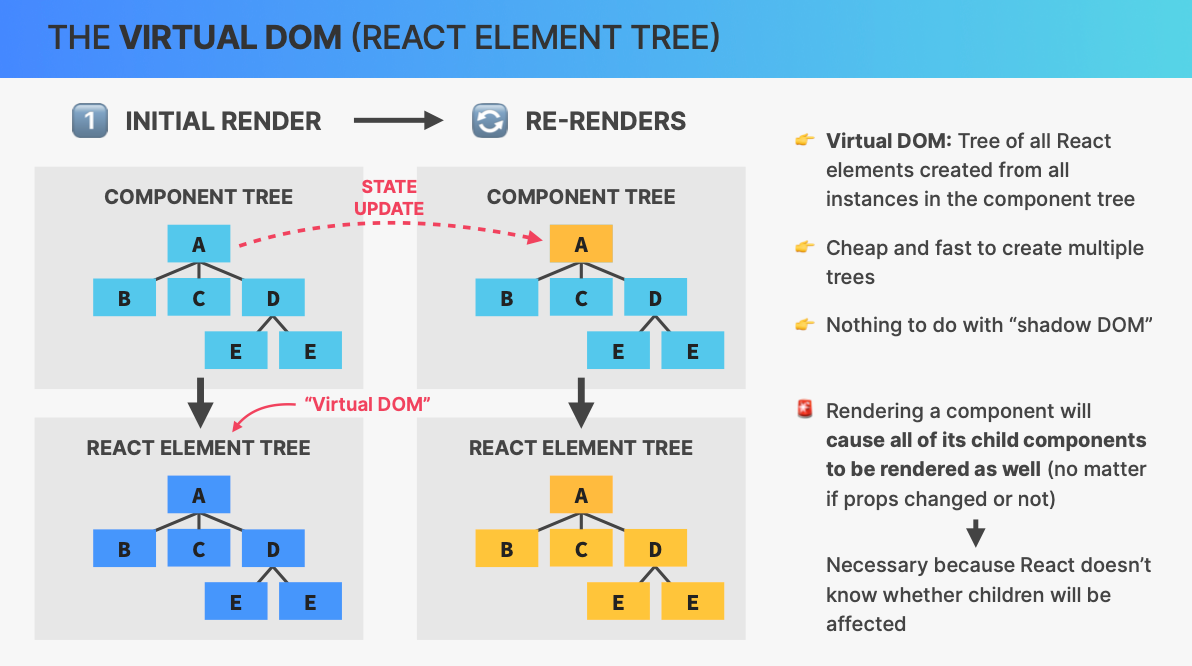 THE VIRTUAL DOM (REACT ELEMENT TREE)
1 INITIAL RENDER
RE-RENDERS
COMPONENT TREE
A
B C D
E E
STATE
UPDATE
COMPONENT TREE
A
B C D
E E
"Virtual DOM"
REACT ELEMENT TREE
A
B C D
E E
REACT ELEMENT TREE
A
B C D
E E
Virtual DOM: Tree of all React
elements created from all
instances in the component tree
Cheap and fast to create multiple
trees
Nothing to do with “shadow DOM”
Rendering a component will
cause all of its child components
to be rendered as well (no matter
if props changed or not)
Necessary because React doesn’t
know whether children will be
affected